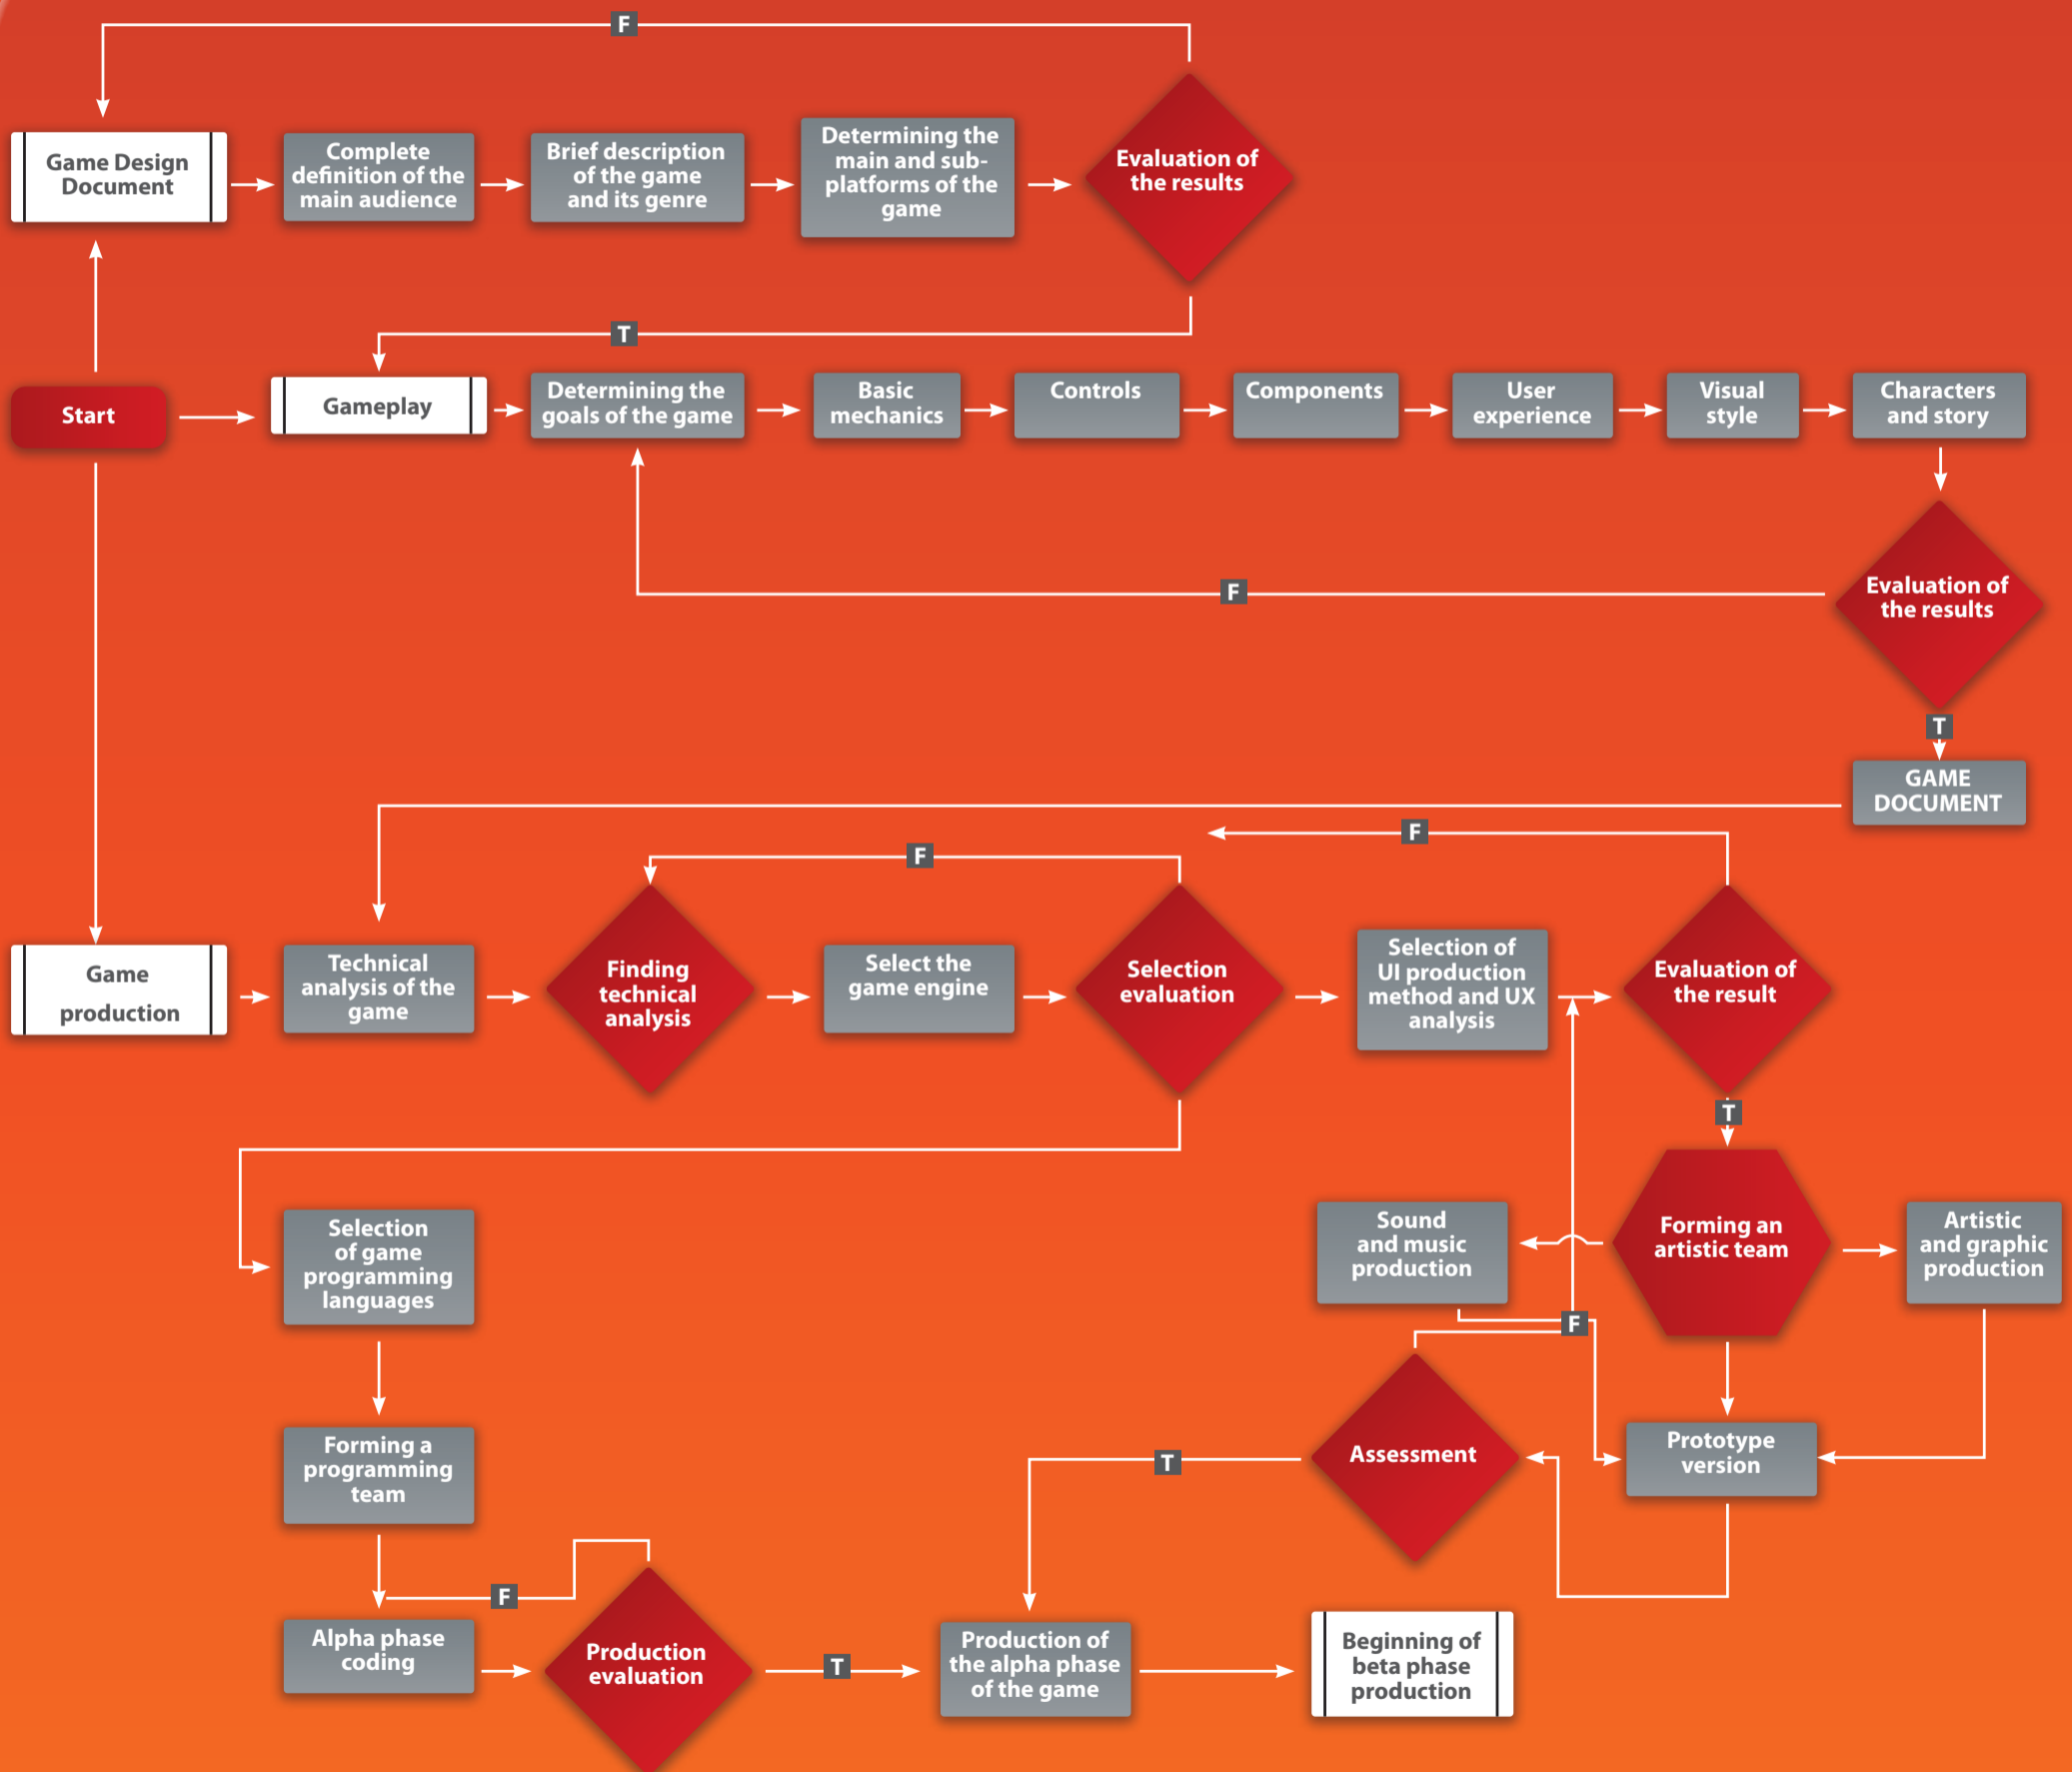 F
Game Design
Document
Complete
definition of the
main audience
Brief description
of the game
and its genre
Determining the
main and sub-
platforms of the
game
Evaluation of
the results
T
Start
Gameplay
Determining the
goals of the game
Basic
mechanics
Controls
Components
User
experience
Visual
style
Characters
and story
F
Evaluation of
the results
T
GAME
DOCUMENT
F
F
Game
production
Technical
analysis of the
game
Finding
technical
analysis
Select the
game engine
Selection
evaluation
Selection of
UI production
method and UX
analysis
Evaluation of
the result
T
Selection
of game
programming
languages
Sound
and music
production
Forming an
artistic team
Artistic
and graphic
production
F
Forming a
programming
team
T
Assessment
Prototype
version
F
Alpha phase
coding
Production
evaluation
T
Production of
the alpha phase
of the game
Beginning of
beta phase
production